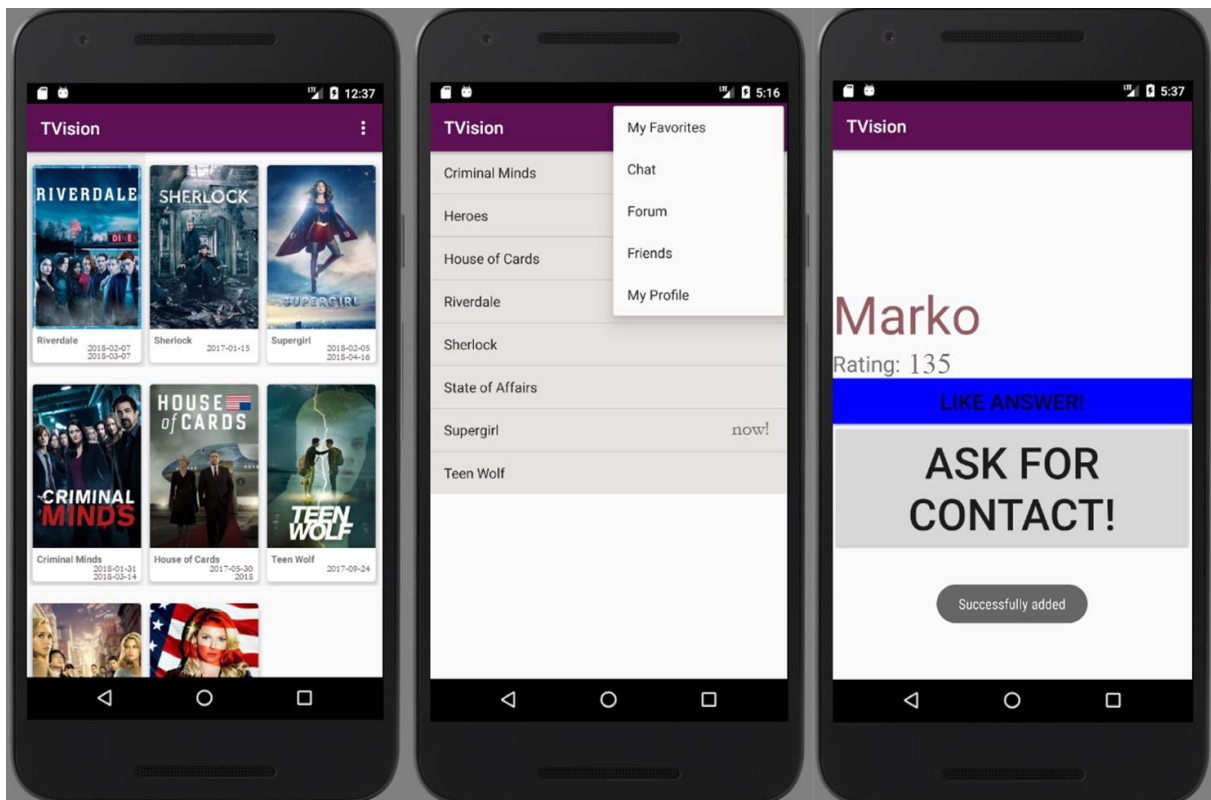 12:37
TVision
RIVERDALE
DINE
SHERLOCK
SUPERGIRL
Riverdale
2018-02-07
2018-03-07
Sherlock
2017-01-15
Supergirl
2018-02-05
2018-04-16
CRIMINAL
MINDS
HOUSE
of CARDS
TEEN
WOLF
Criminal Minds
2018-01-31
2018-03-14
House of Cards
2017-05-30
2018
Teen Wolf
2017-09-24
LTE 5:16
TVision
My Favorites
Chat
Forum
Friends
My Profile
Criminal Minds
Heroes
House of Cards
Riverdale
Sherlock
State of Affairs
Supergirl now!
Teen Wolf
LTE 5:37
TVision
Marko
Rating: 135
LIKE ANSWER!
ASK FOR
CONTACT!
Successfully added